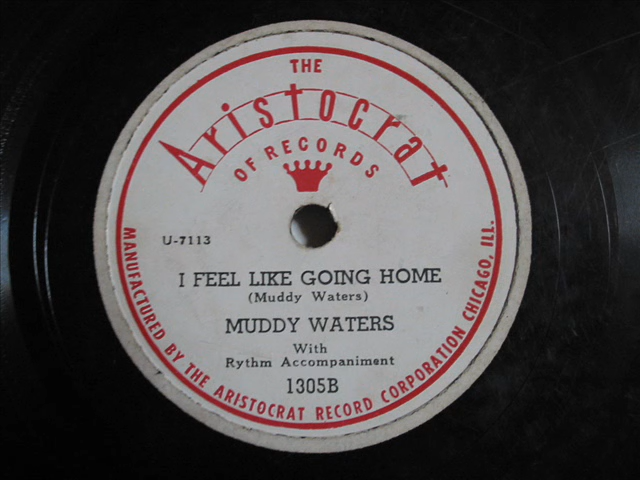 THE
Aristocrat
OF RECORDS
U-7113
I FEEL LIKE GOING HOME
(Muddy Waters)
MUDDY WATERS
With
Rythm Accompaniment
1305B
MANUFACTURED BY THE ARISTOCRAT RECORD CORPORATION CHICAGO, ILL.